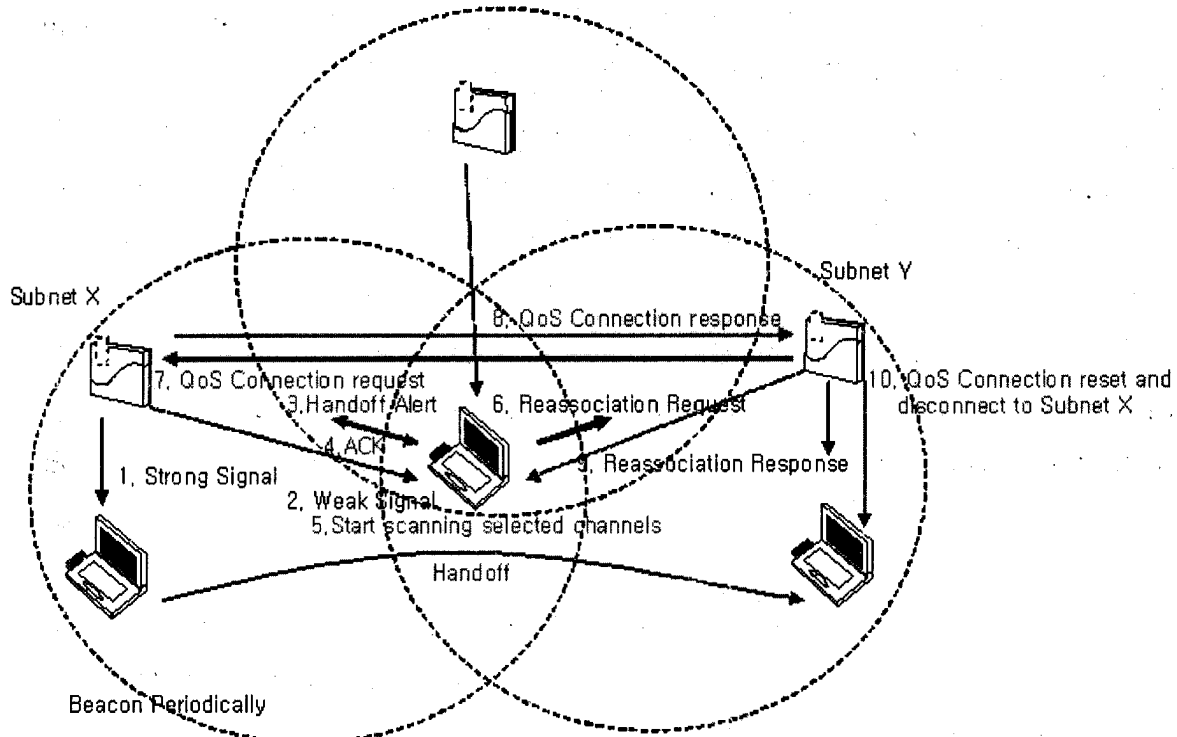 Subnet Y
Subnet X
8, QoS Connection response
7, QoS Connection request
10, QoS Connection reset and
disconnect to Subnet X
3,Handoff Alert
6, Reassociation Request
4,ACK
9, Reassociation Response
1, Strong Signal
2, Weak Signal
5,Start scanning selected channels
Handoff
Beacon Periodically